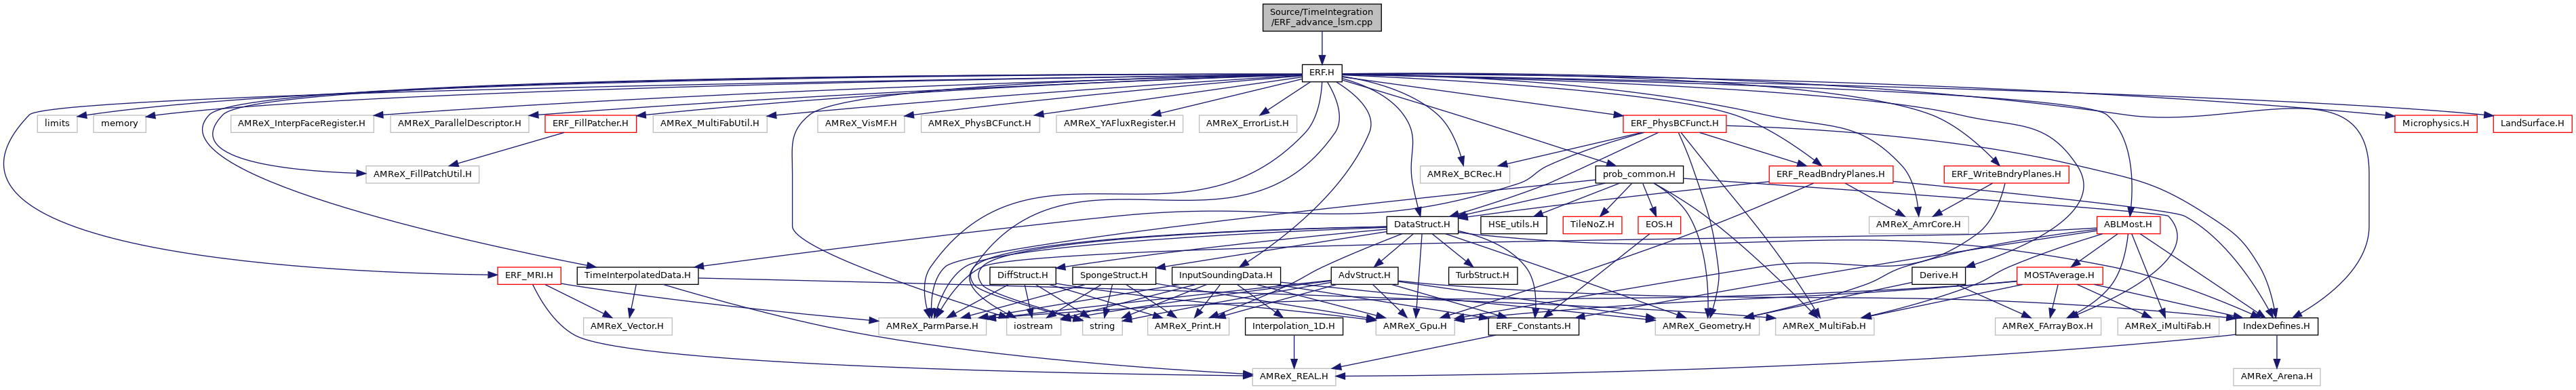 Source/TimeIntegration
/ERF_advance_lsm.cpp
ERF.H
limits
memory
AMReX_InterpFaceRegister.H
AMReX_ParallelDescriptor.H
ERF_FillPatcher.H
AMReX_MultiFabUtil.H
AMReX_VisMF.H
AMReX_PhysBCFunct.H
AMReX_YAFluxRegister.H
AMReX_ErrorList.H
ERF_PhysBCFunct.H
Microphysics.H
LandSurface.H
AMReX_FillPatchUtil.H
AMReX_BCRec.H
prob_common.H
ERF_ReadBndryPlanes.H
ERF_WriteBndryPlanes.H
DataStruct.H
HSE_utils.H
TileNoZ.H
EOS.H
AMReX_AmrCore.H
ABLMost.H
ERF_MRI.H
TimeInterpolatedData.H
DiffStruct.H
SpongeStruct.H
InputSoundingData.H
AdvStruct.H
TurbStruct.H
Derive.H
MOSTAverage.H
AMReX_Vector.H
AMReX_ParmParse.H
iostream
string
AMReX_Print.H
Interpolation_1D.H
AMReX_Gpu.H
ERF_Constants.H
AMReX_Geometry.H
AMReX_MultiFab.H
AMReX_FArrayBox.H
AMReX_iMultiFab.H
IndexDefines.H
AMReX_REAL.H
AMReX_Arena.H